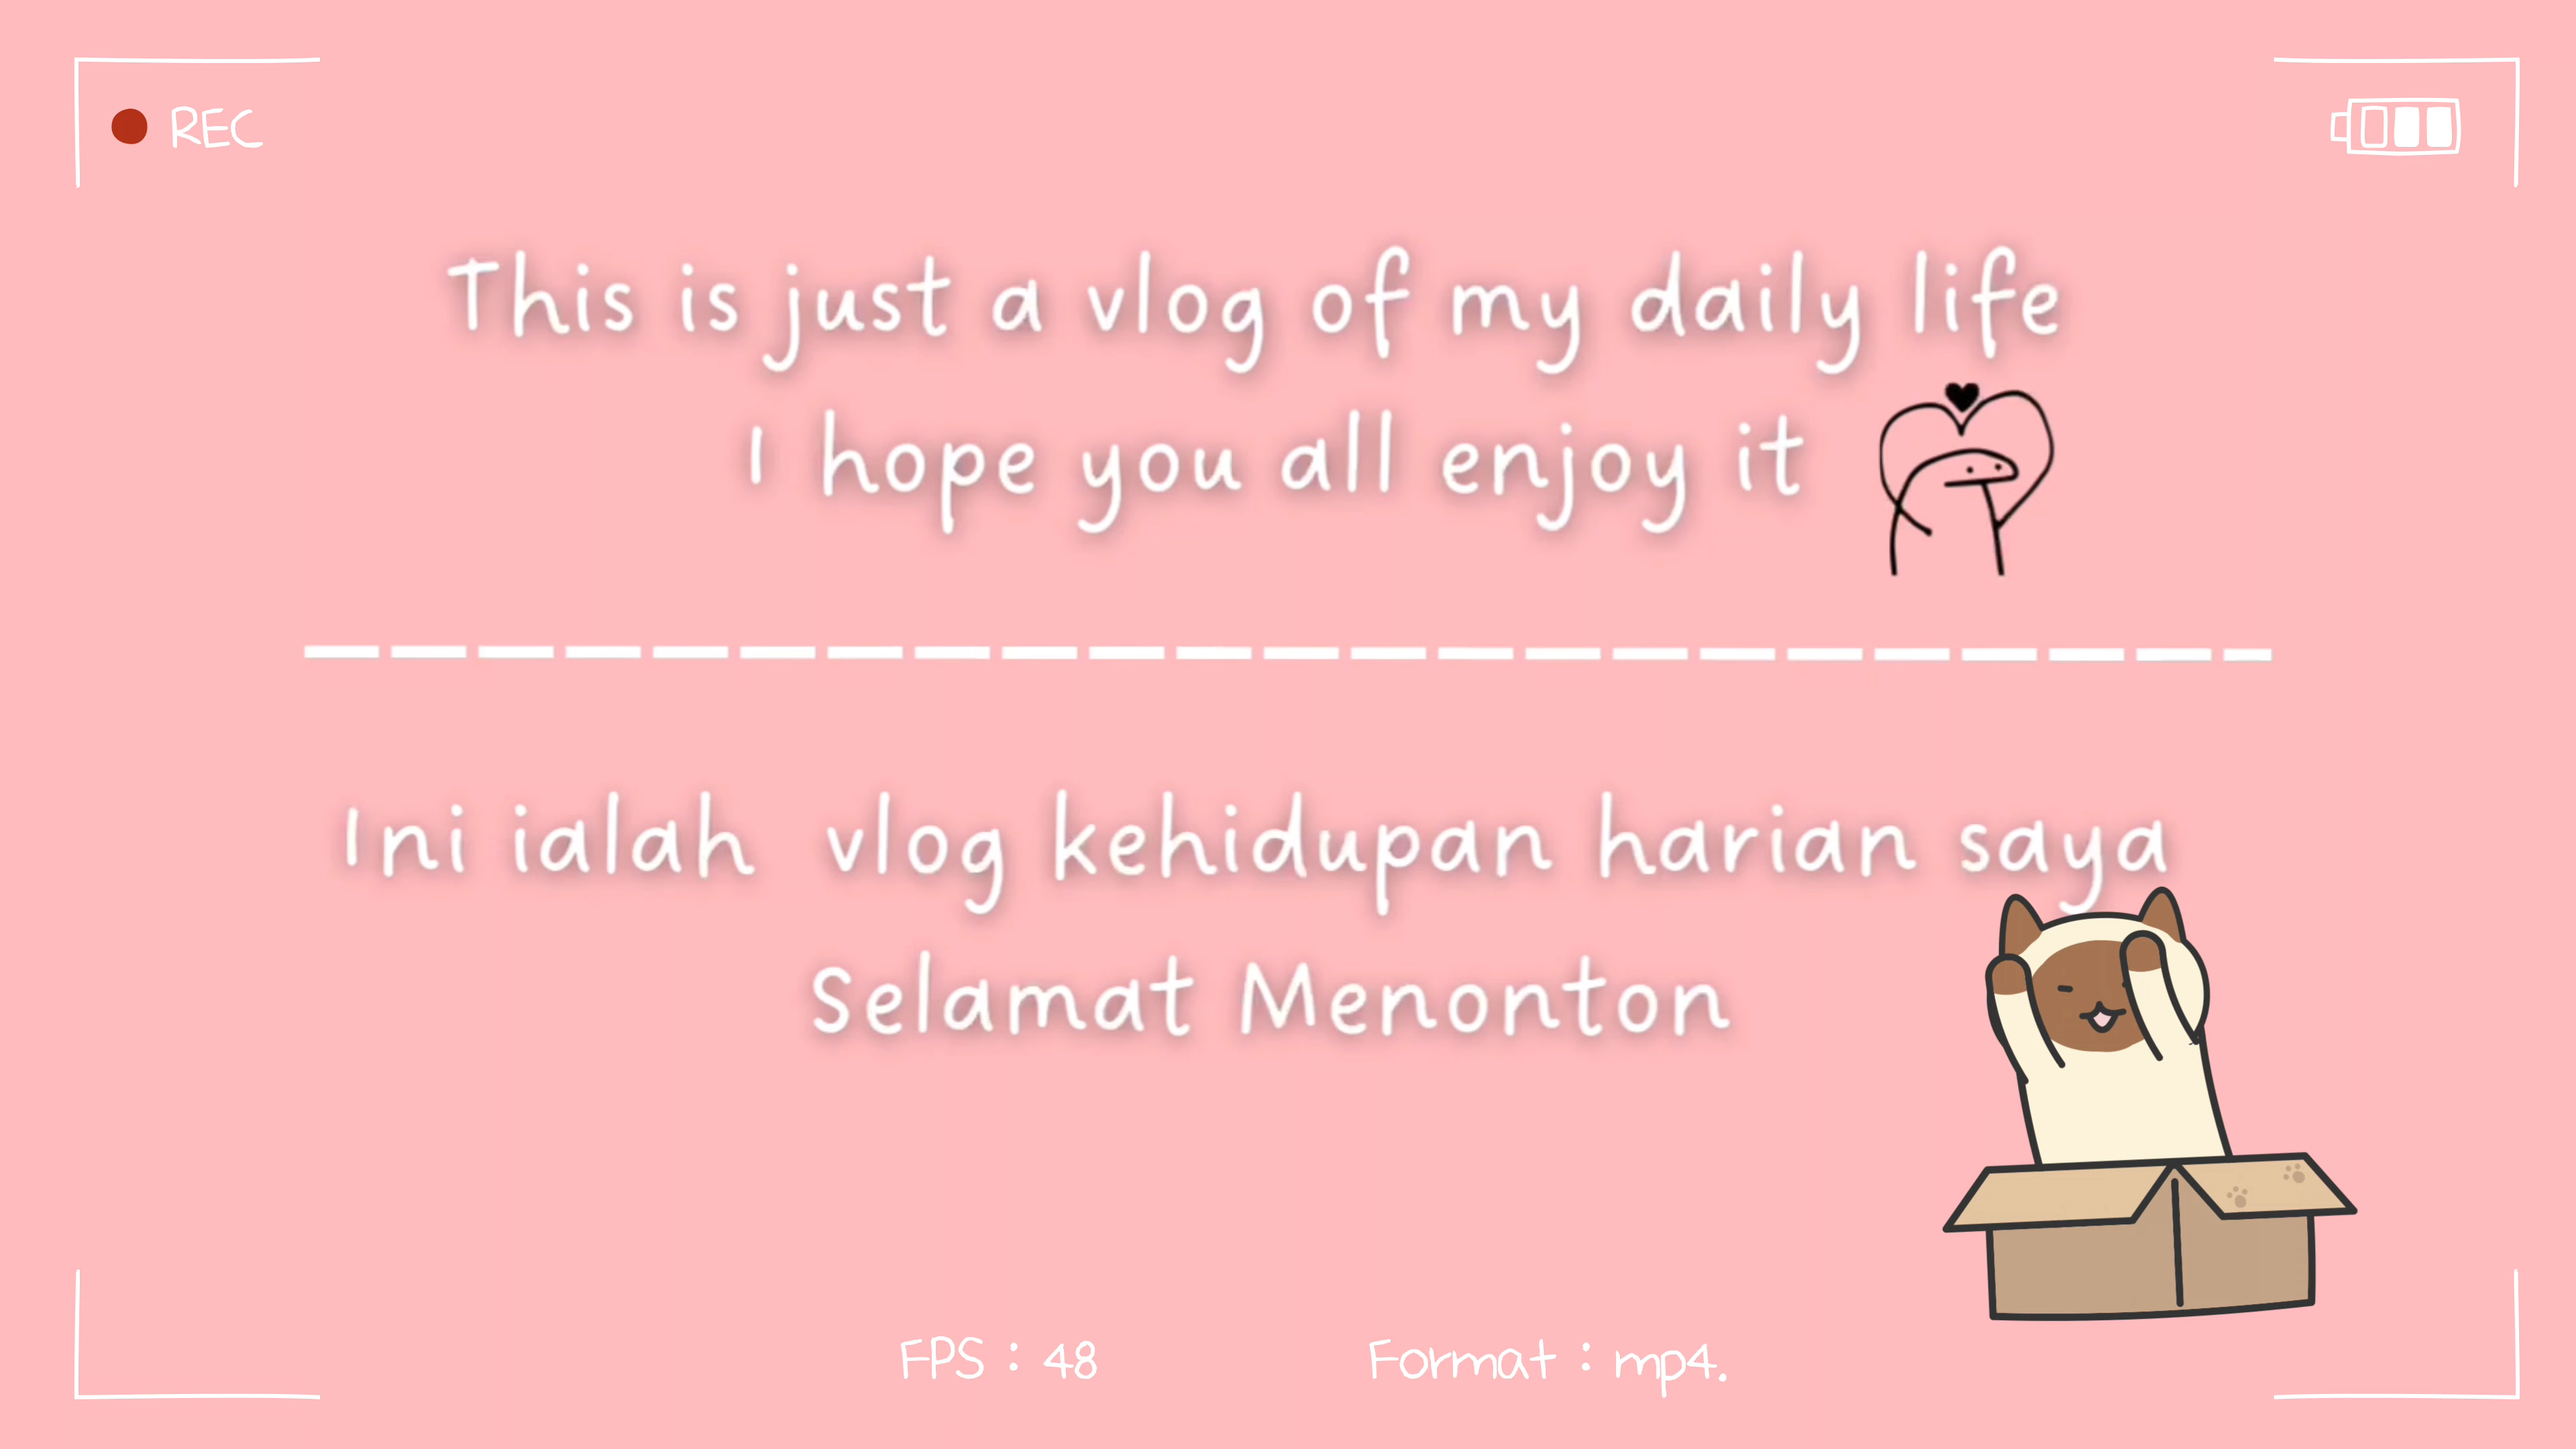 REC
This is just a vlog of my daily life
I hope you all enjoy it
Ini ialah vlog kehidupan harian saya
Selamat Menonton
FPS : 48
Format : mp4.